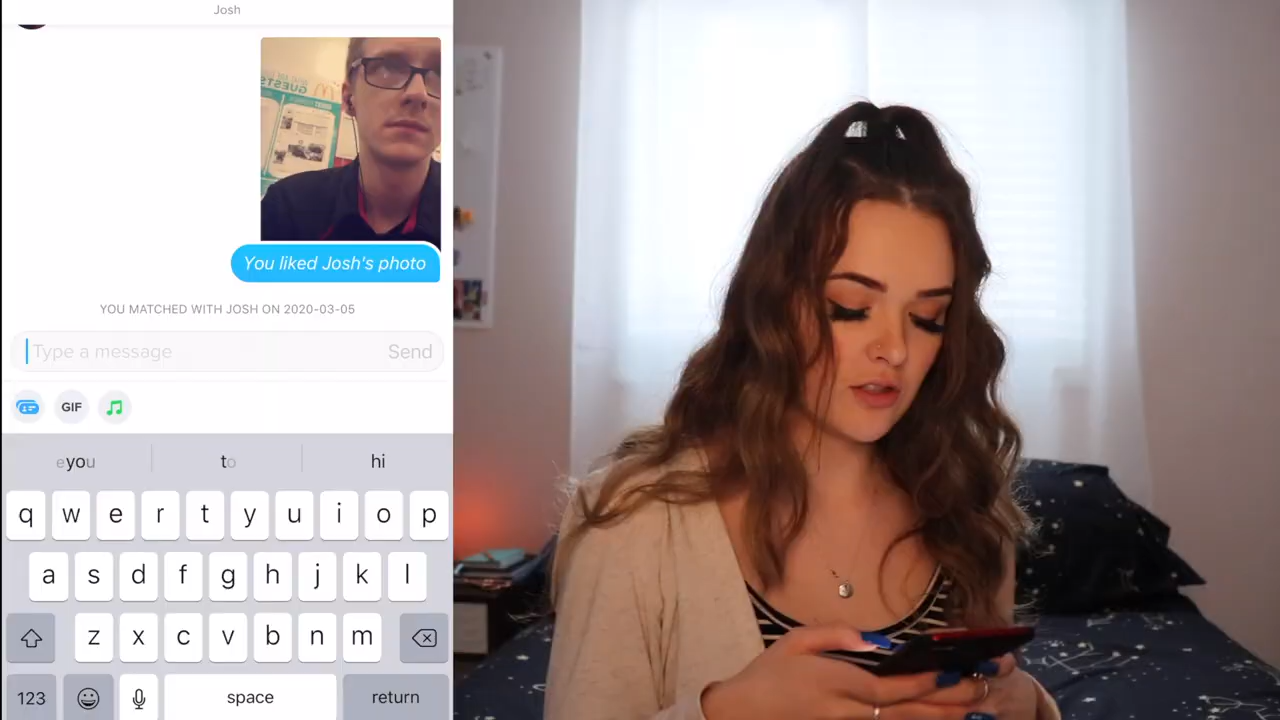 Josh
GUESTS
You liked Josh's photo
YOU MATCHED WITH JOSH ON 2020-03-05
Type a message
Send
GIF
you
to
hi
q w e r t y u i o p
a s d f g h j k l
z x c v b n m
123
space
return